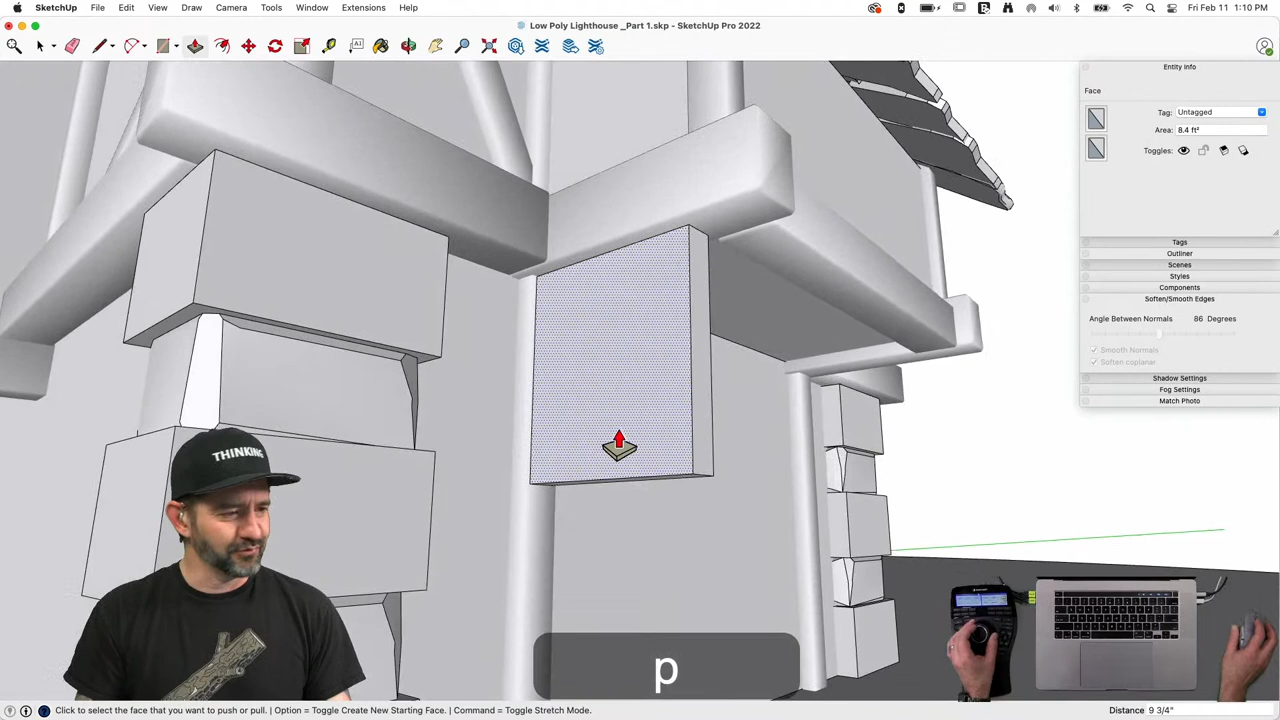 SketchUp File Edit View Draw Camera Tools Window Extensions Help
Fri Feb 11 1:10 PM
Low Poly Lighthouse _Part 1.skp - SketchUp Pro 2022
Entity Info
Face
Tag: Untagged
Area: 8.4 ft²
Toggles:
Tags
Outliner
Scenes
Styles
Components
Soften/Smooth Edges
Angle Between Normals 86 Degrees
Smooth Normals
Soften coplanar
Shadow Settings
Fog Settings
Match Photo
THINKING
p
Click to select the face that you want to push or pull. | Option = Toggle Create New Starting Face. | Command = Toggle Stretch Mode.
Distance 9 3/4"